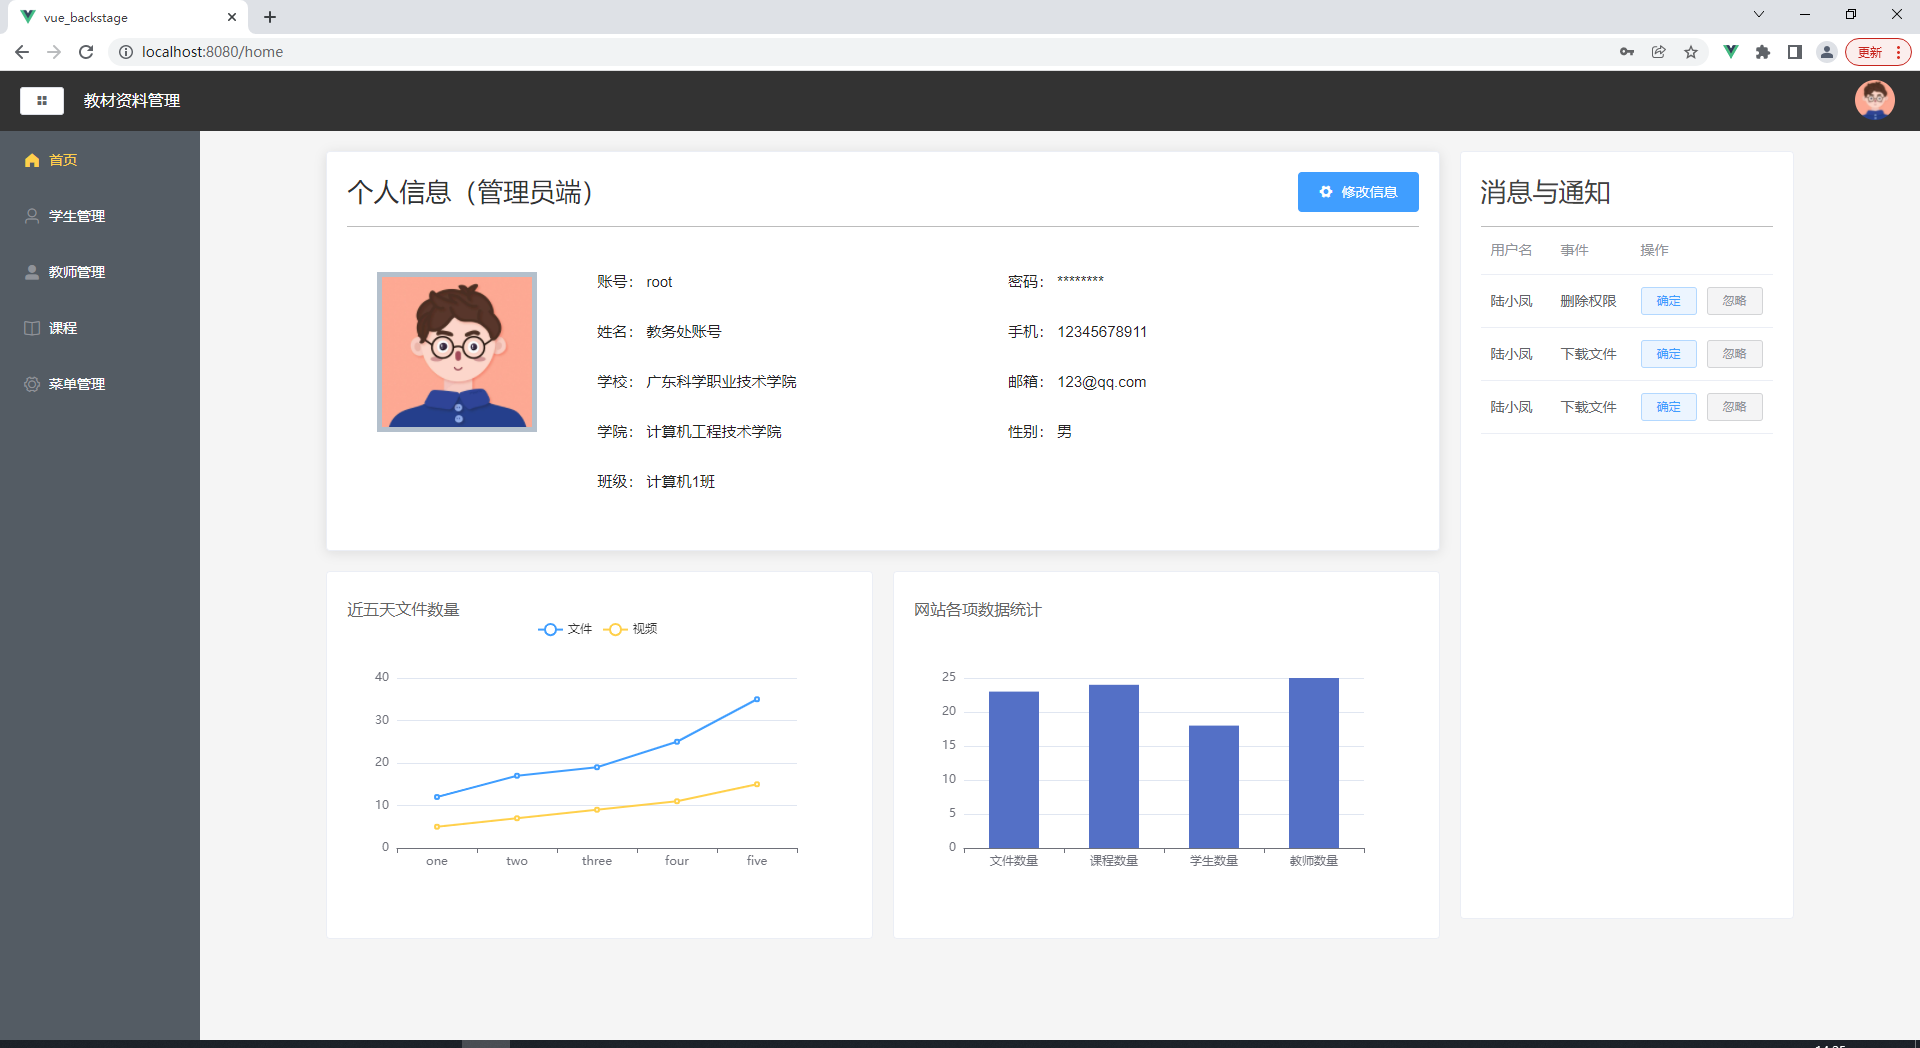 vue_backstage
localhost:8080/home
更新
教材资料管理
首页
学生管理
教师管理
课程
菜单管理
个人信息（管理员端）
修改信息
账号： root
密码： ********
姓名： 教务处账号
手机： 12345678911
学校： 广东科学职业技术学院
邮箱： 123@qq.com
学院： 计算机工程技术学院
性别： 男
班级： 计算机1班
消息与通知
用户名 事件 操作
陆小凤 删除权限 确定 忽略
陆小凤 下载文件 确定 忽略
陆小凤 下载文件 确定 忽略
近五天文件数量
文件 视频
40
30
20
10
0
one two three four five
网站各项数据统计
25
20
15
10
5
0
文件数量 课程数量 学生数量 教师数量